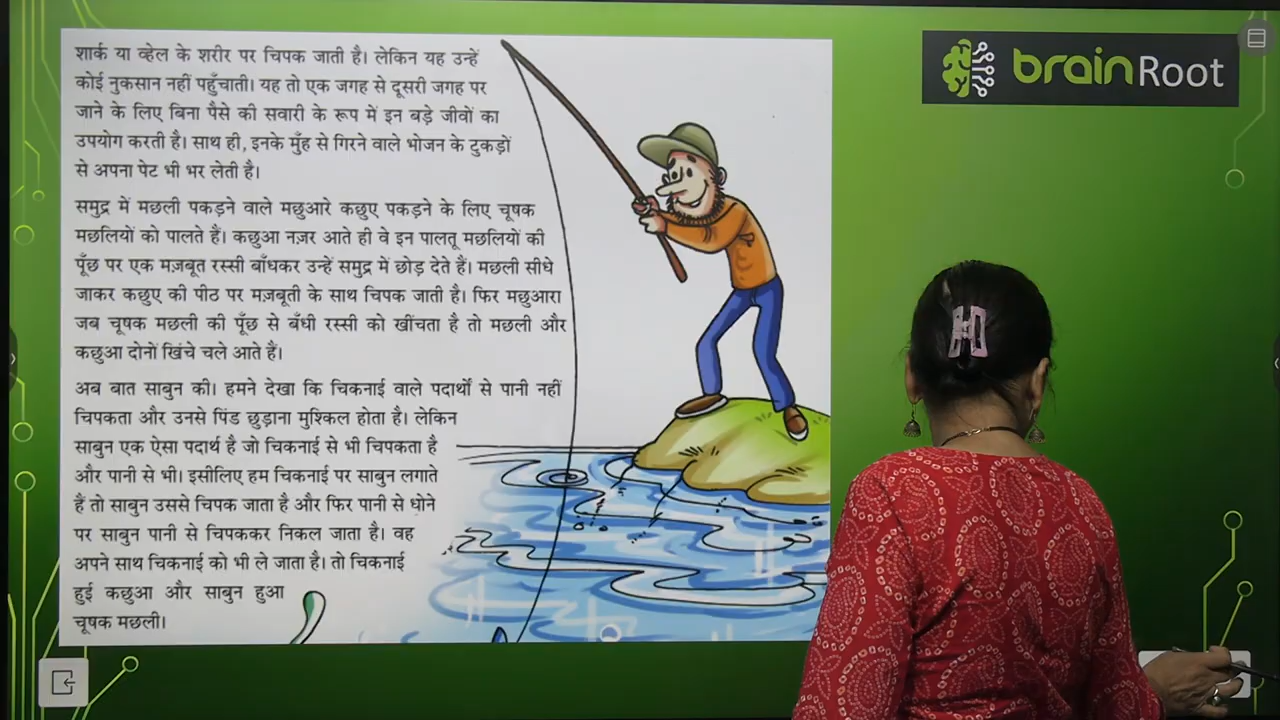 शार्क या व्हेल के शरीर पर चिपक जाती है। लेकिन यह उन्हें
कोई नुकसान नहीं पहुँचाती। यह तो एक जगह से दूसरी जगह पर
जाने के लिए बिना पैसे की सवारी के रूप में इन बड़े जीवों का
उपयोग करती है। साथ ही, इनके मुँह से गिरने वाले भोजन के टुकड़ों
से अपना पेट भी भर लेती है।
समुद्र में मछली पकड़ने वाले मछुआरे कछुए पकड़ने के लिए चूषक
मछलियों को पालते हैं। कछुआ नज़र आते ही वे इन पालतू मछलियों की
पूँछ पर एक मज़बूत रस्सी बाँधकर उन्हें समुद्र में छोड़ देते हैं। मछली सीधे
जाकर कछुए की पीठ पर मज़बूती के साथ चिपक जाती है। फिर मछुआरा
जब चूषक मछली की पूँछ से बँधी रस्सी को खींचता है तो मछली और
कछुआ दोनों खिंचे चले आते हैं।
अब बात साबुन की। हमने देखा कि चिकनाई वाले पदार्थों से पानी नहीं
चिपकता और उनसे पिंड छुड़ाना मुश्किल होता है। लेकिन
साबुन एक ऐसा पदार्थ है जो चिकनाई से भी चिपकता है
और पानी से भी। इसीलिए हम चिकनाई पर साबुन लगाते
हैं तो साबुन उससे चिपक जाता है और फिर पानी से धोने
पर साबुन पानी से चिपककर निकल जाता है। वह
अपने साथ चिकनाई को भी ले जाता है। तो चिकनाई
हुई कछुआ और साबुन हुआ
चूषक मछली।
brainRoot